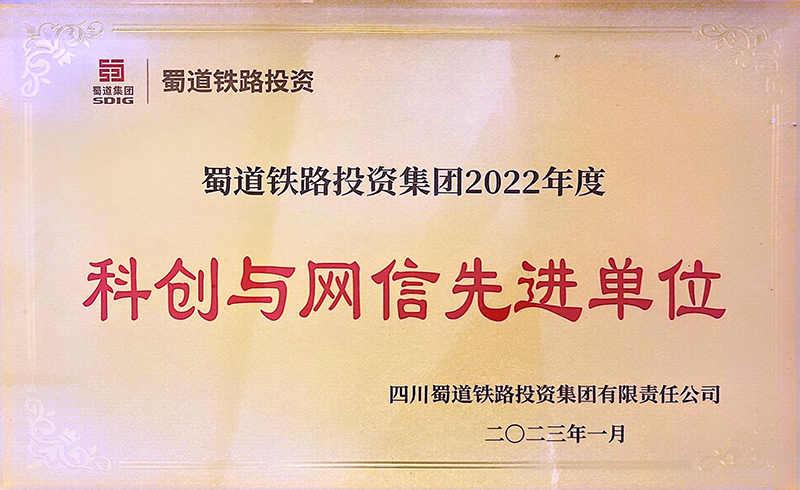 蜀道集团
SDIG
蜀道铁路投资
蜀道铁路投资集团2022年度
科创与网信先进单位
四川蜀道铁路投资集团有限责任公司
二〇二三年一月